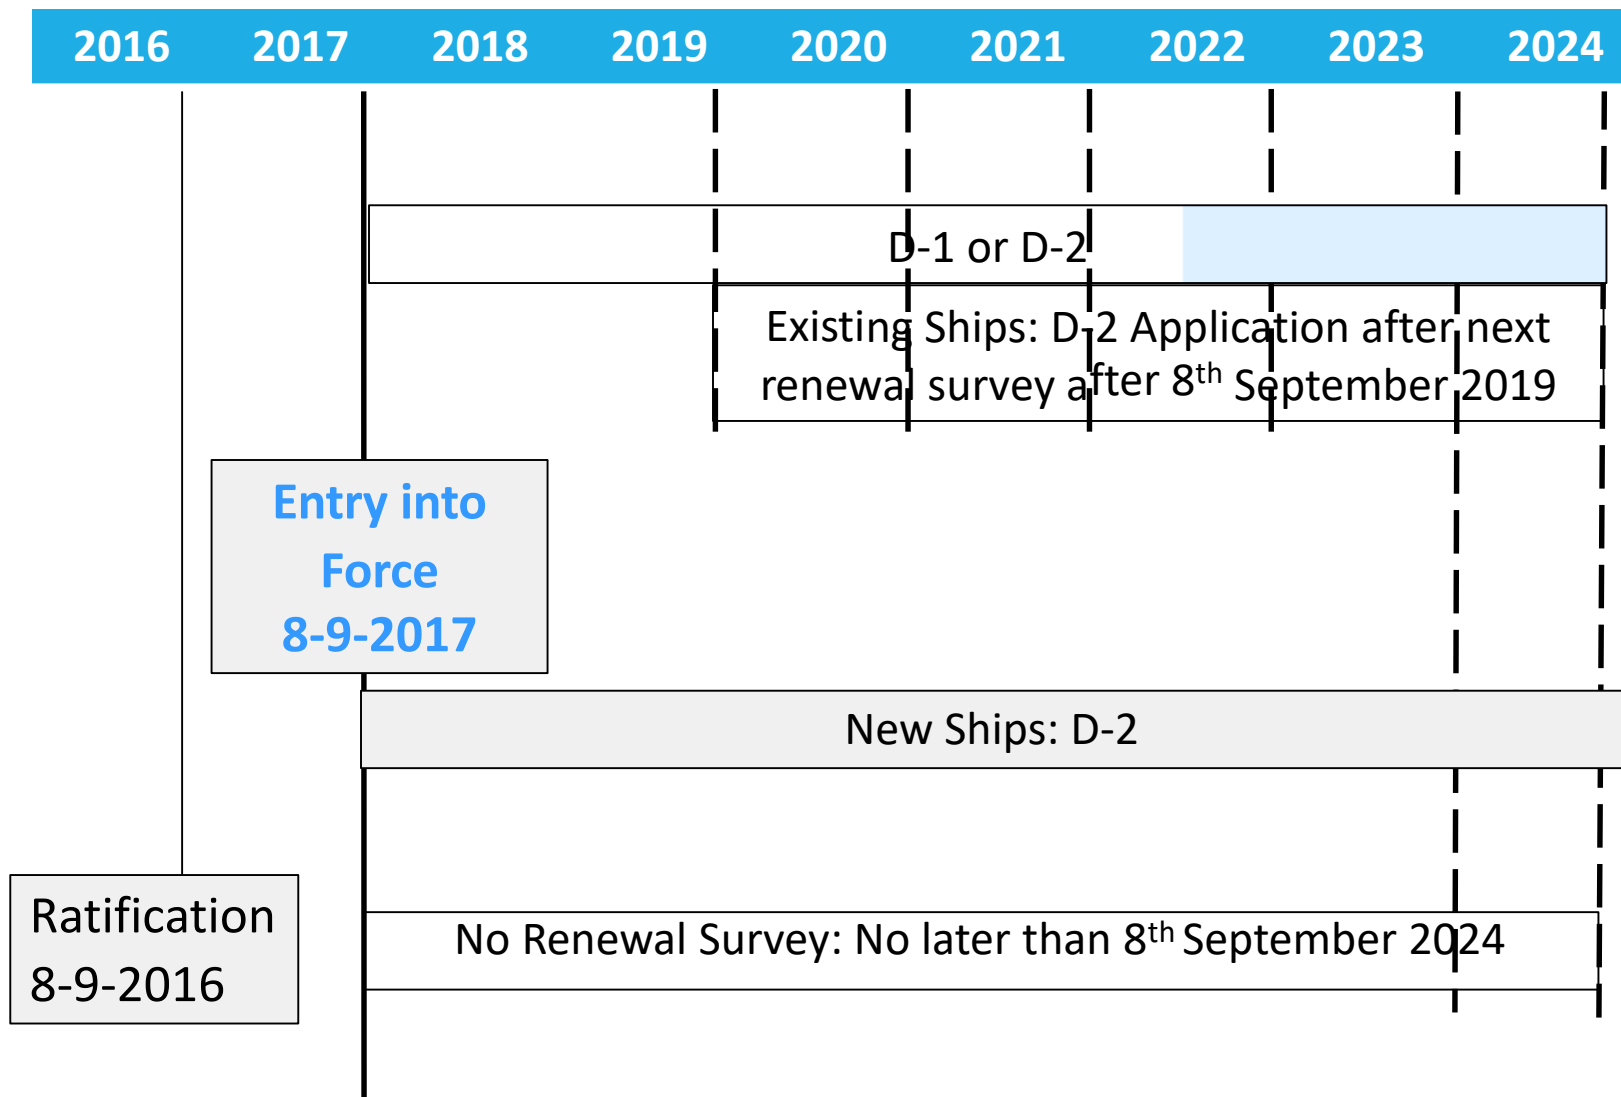 2016 2017 2018 2019 2020 2021 2022 2023 2024
D-1 or D-2
Existing Ships: D-2 Application after next
renewal survey after 8th September 2019
Entry into
Force
8-9-2017
New Ships: D-2
Ratification
8-9-2016
No Renewal Survey: No later than 8th September 2024